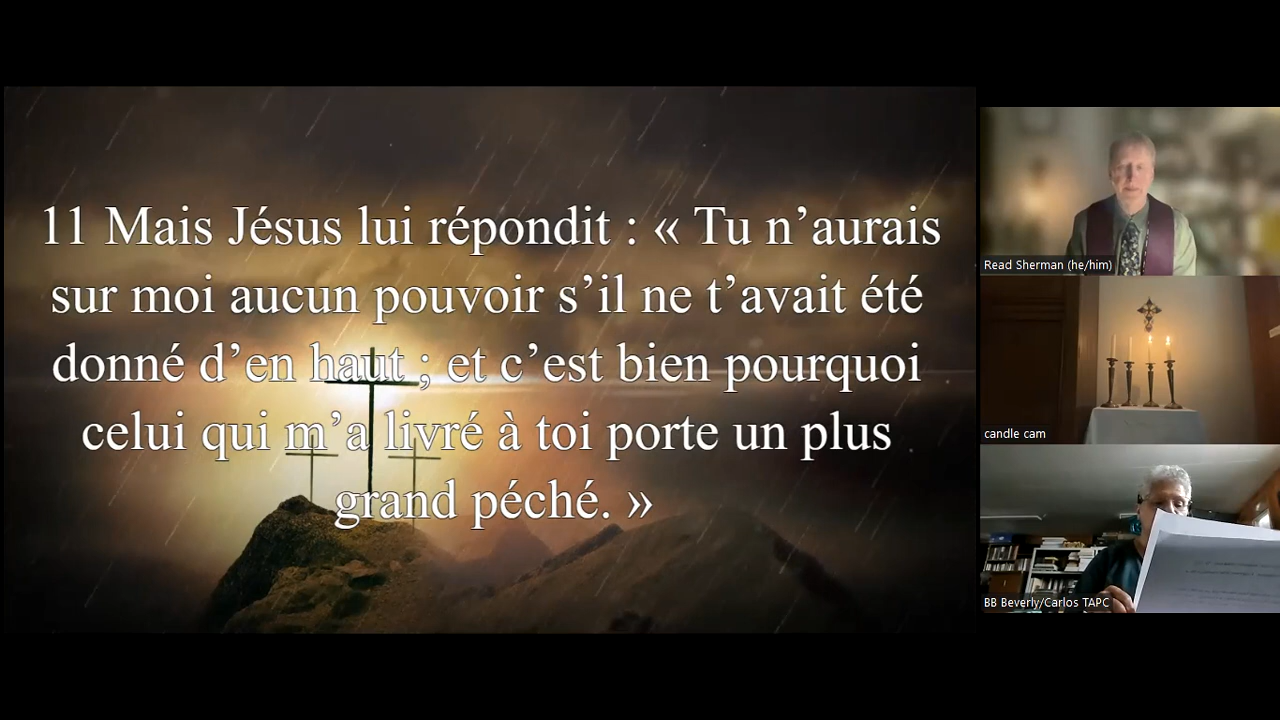 11 Mais Jésus lui répondit : « Tu n’aurais
sur moi aucun pouvoir s’il ne t’avait été
donné d’en haut ; et c’est bien pourquoi
celui qui m’a livré à toi porte un plus
grand péché. »
Read Sherman (he/him)
candle cam
BB Beverly/Carlos TAPC